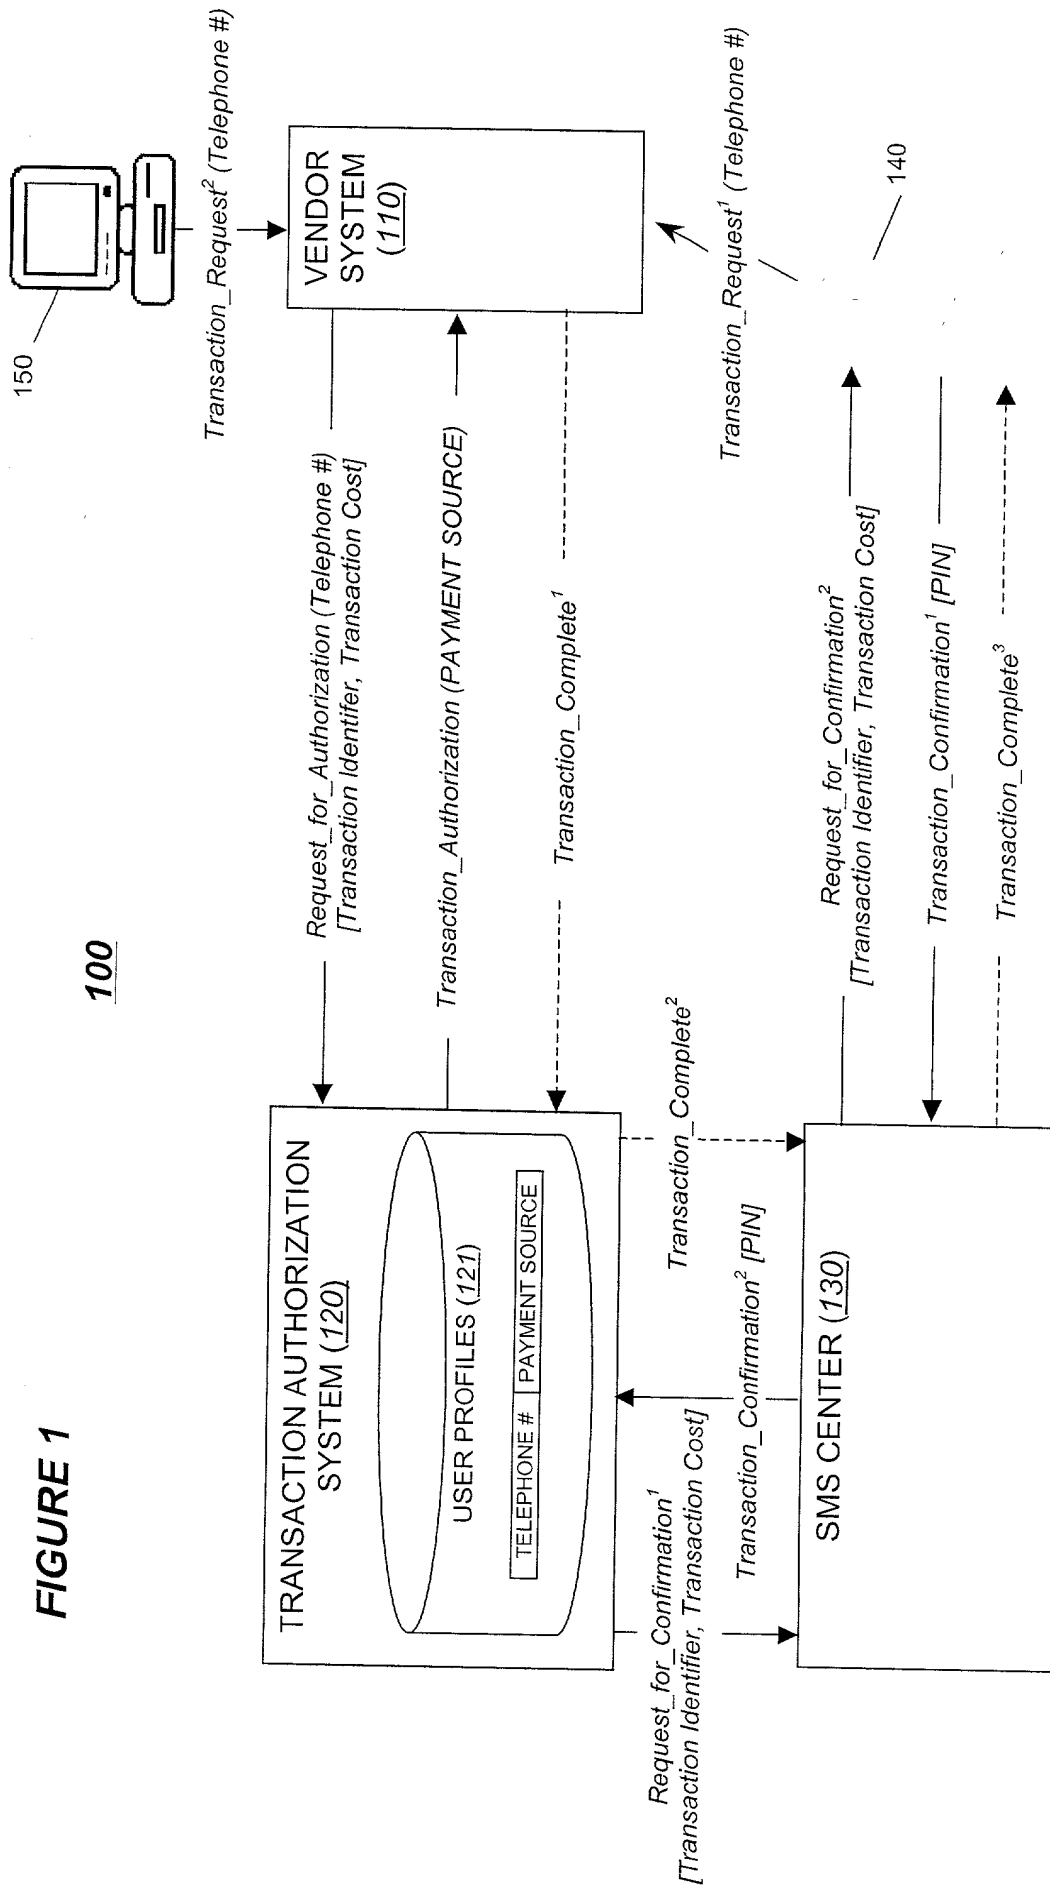 FIGURE 1
100
150
Transaction_Request² (Telephone #)
VENDOR
SYSTEM
(110)
Request_for_Authorization (Telephone #)
[Transaction Identifer, Transaction Cost]
Transaction_Authorization (PAYMENT SOURCE)
Transaction_Complete¹
Transaction_Request¹ (Telephone #)
140
TRANSACTION AUTHORIZATION
SYSTEM (120)
USER PROFILES (121)
TELEPHONE # PAYMENT SOURCE
Transaction_Complete²
Transaction_Confirmation² [PIN]
Request_for_Confirmation¹
[Transaction Identifier, Transaction Cost]
SMS CENTER (130)
Request_for_Confirmation²
[Transaction Identifier, Transaction Cost]
Transaction_Confirmation¹ [PIN]
Transaction_Complete³